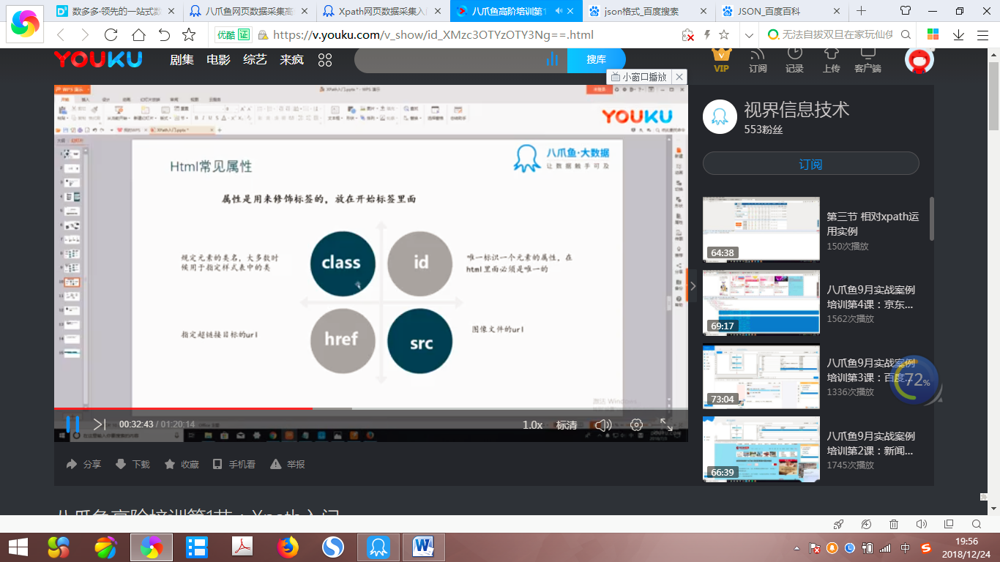 数多多·领先的一站式数
八爪鱼网页数据采集高
Xpath网页数据采集入
八爪鱼高阶培训第1
json格式_百度搜索
JSON_百度百科
优酷 证
https://v.youku.com/v_show/id_XMzc3OTYzOTY3Ng==.html
无法自拔双旦在家玩仙侠
YOUKU
剧集 电影 综艺 来疯
搜库
VIP 订阅 记录 上传 客户端
小窗口播放
YOUKU
八爪鱼·大数据
让数据触手可及
Html常见属性
属性是用来修饰标签的，放在开始标签里面
规定元素的类名，大多数时
候用于指定样式表中的类
class
id
唯一标识一个元素的属性，在
html里面必须是唯一的
指定超链接目标的url
href
src
图像文件的url
激活 Windows
00:32:43 / 01:20:14
1.0x 标清
分享 下载 收藏 手机看 举报
视界信息技术
553粉丝
订阅
第三节 相对xpath运
用实例
150次播放
64:38
八爪鱼9月实战案例
培训第4课：京东...
1562次播放
69:17
八爪鱼9月实战案例
培训第3课：百度...
1336次播放
73:04
72%
八爪鱼9月实战案例
培训第2课：新闻...
1745次播放
66:39
八爪鱼高阶培训第1节：Xpath入门
中
19:56
2018/12/24